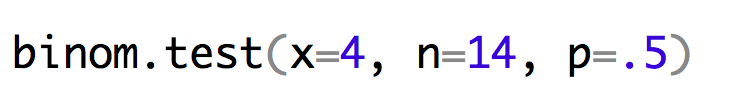 binom.test(x=4, n=14, p=.5)